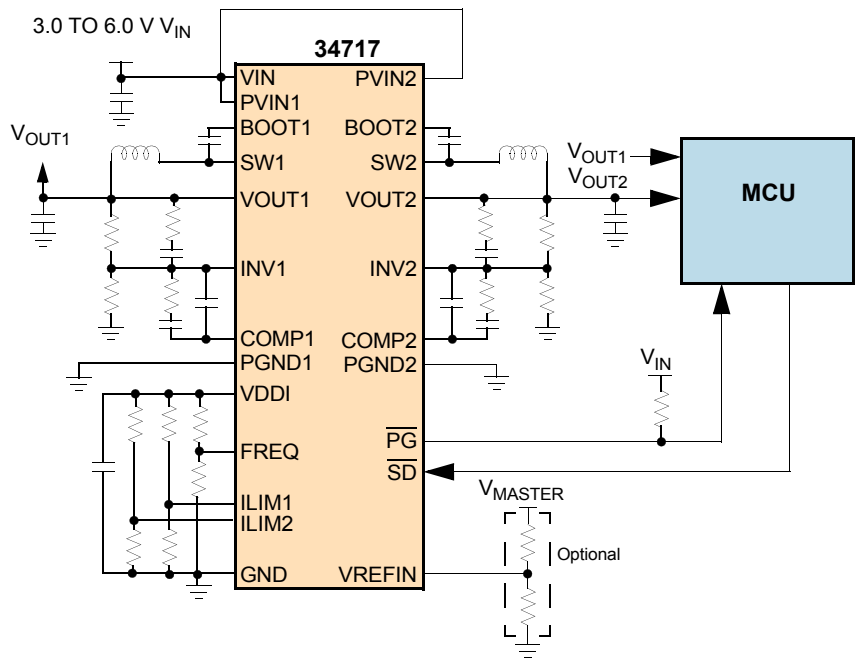 3.0 TO 6.0 V VIN
34717
VIN
PVIN2
PVIN1
BOOT1
BOOT2
VOUT1
SW1
SW2
VOUT1
VOUT2
MCU
VOUT1
VOUT2
INV1
INV2
COMP1
COMP2
PGND1
PGND2
VIN
VDDI
PG
FREQ
SD
VMASTER
ILIM1
ILIM2
Optional
GND
VREFIN